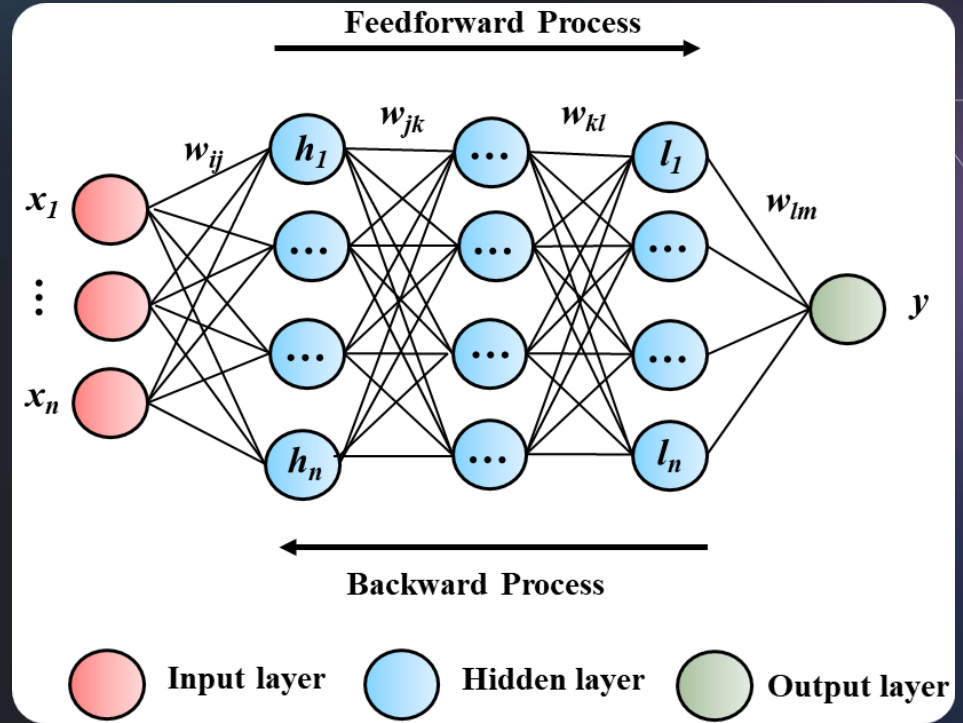 Feedforward Process
w_jk
w_kl
w_ij
h_1
...
l_1
x_1
w_lm
...
...
...
⋮
y
...
...
...
x_n
h_n
...
l_n
Backward Process
Input layer
Hidden layer
Output layer